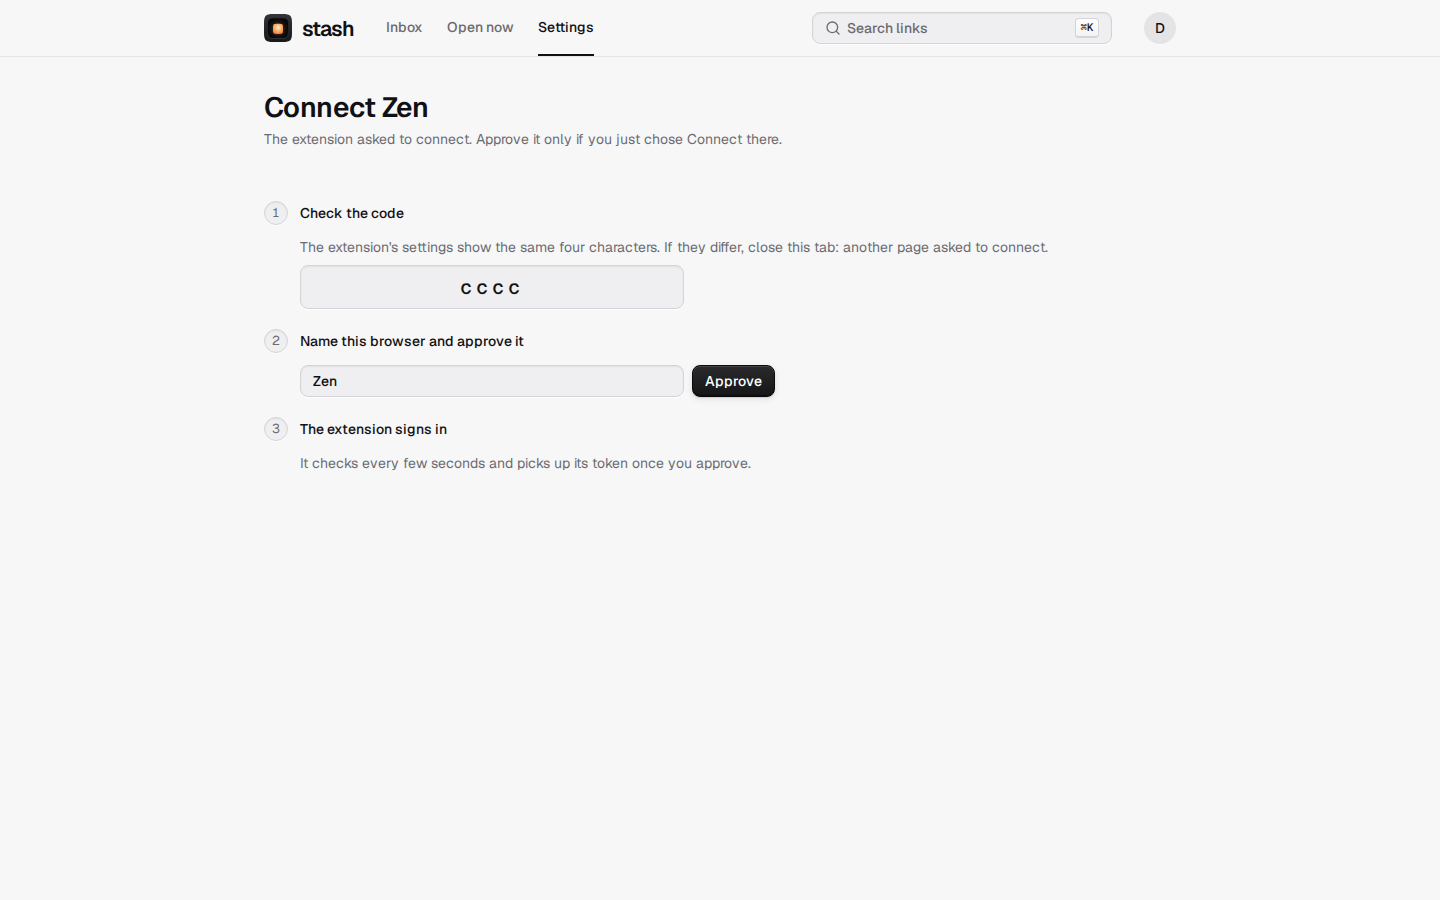 stash
Inbox
Open now
Settings
Search links
⌘K
D
Connect Zen
The extension asked to connect. Approve it only if you just chose Connect there.
1
Check the code
The extension's settings show the same four characters. If they differ, close this tab: another page asked to connect.
C C C C
2
Name this browser and approve it
Zen
Approve
3
The extension signs in
It checks every few seconds and picks up its token once you approve.